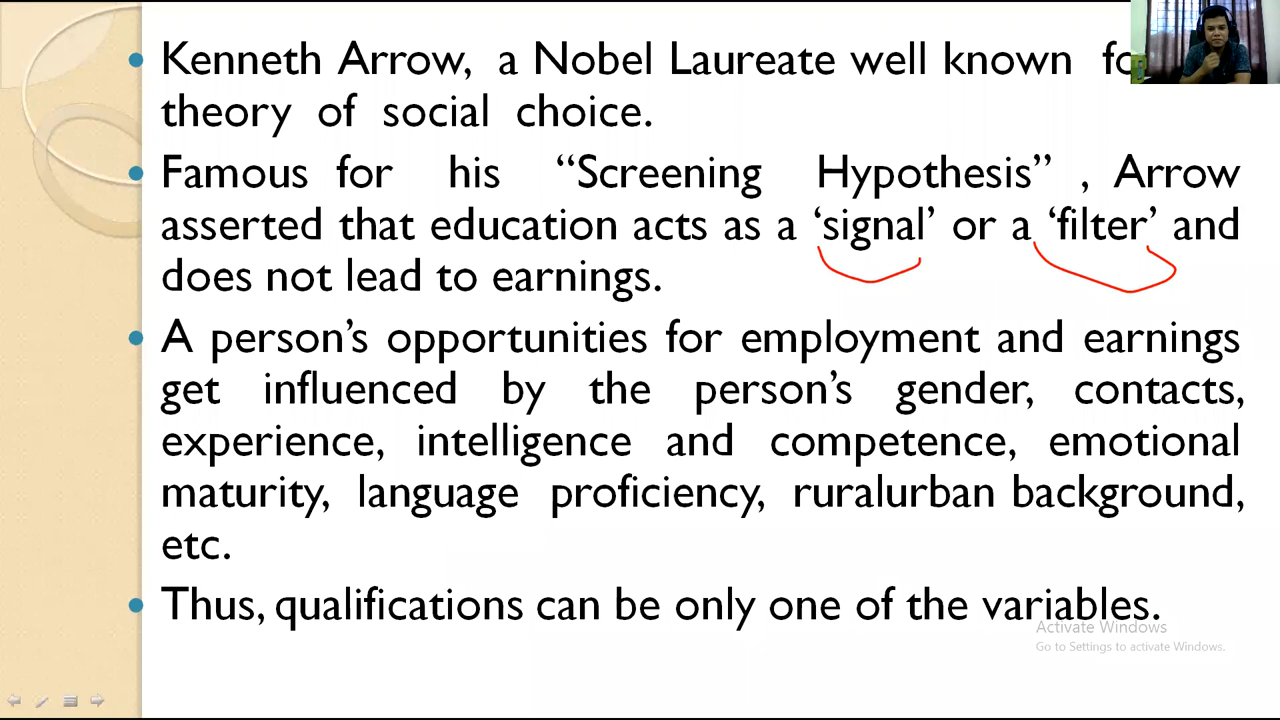 Kenneth Arrow, a Nobel Laureate well known
theory of social choice.
Famous for his “Screening Hypothesis” , Arrow
asserted that education acts as a ‘signal’ or a ‘filter’ and
does not lead to earnings.
A person’s opportunities for employment and earnings
get influenced by the person’s gender, contacts,
experience, intelligence and competence, emotional
maturity, language proficiency, ruralurban background,
etc.
Thus, qualifications can be only one of the variables.
Activate Windows
Go to Settings to activate Windows.